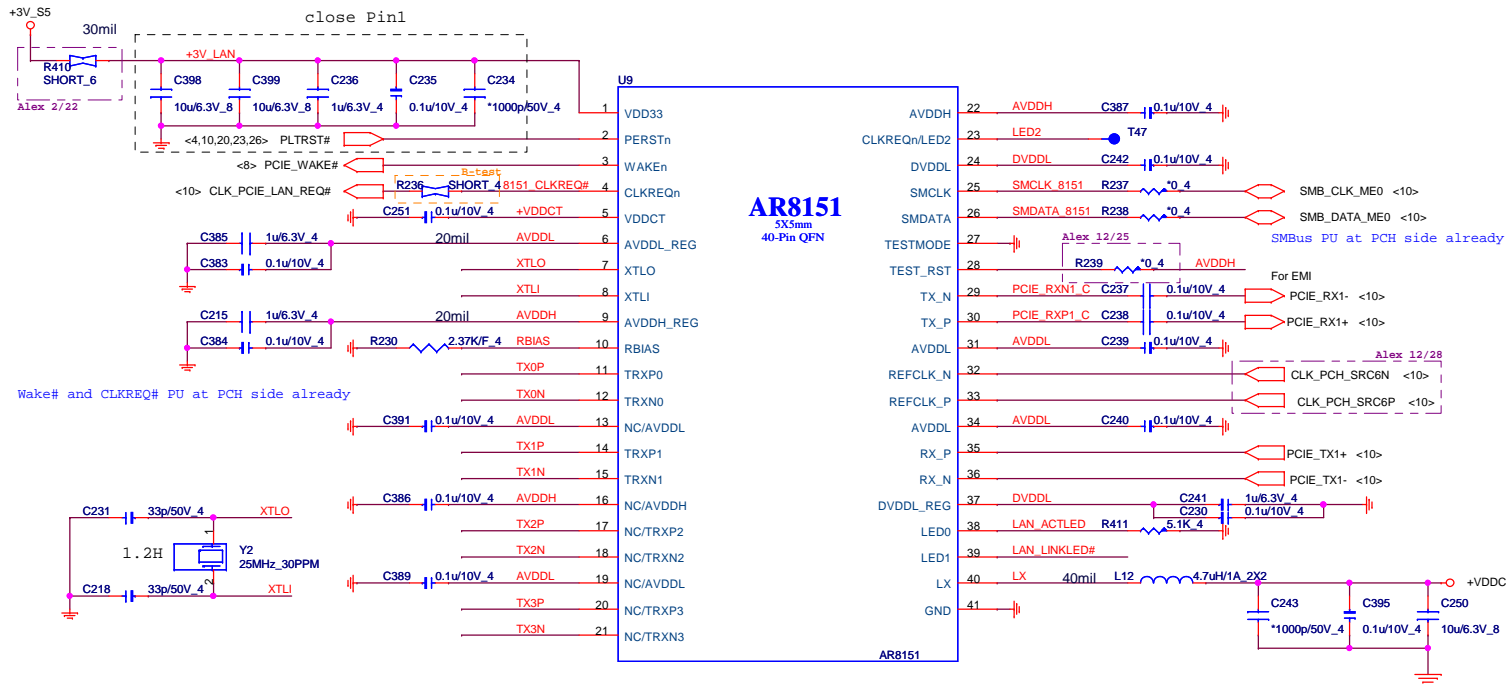 +3V_S5
30mil
close Pin1
+3V_LAN
R410
SHORT_6
Alex 2/22
C398
10u/6.3V_8
C399
10u/6.3V_8
C236
1u/6.3V_4
C235
0.1u/10V_4
C234
*1000p/50V_4
<4,10,20,23,26> PLTRST#
<8> PCIE_WAKE#
B-test
<10> CLK_PCIE_LAN_REQ#
R236
SHORT_4
8151_CLKREQ#
C251
0.1u/10V_4
+VDDCT
C385
1u/6.3V_4
20mil
AVDDL
C383
0.1u/10V_4
XTLO
XTLI
C215
1u/6.3V_4
20mil
AVDDH
C384
0.1u/10V_4
R230
2.37K/F_4
RBIAS
TX0P
Wake# and CLKREQ# PU at PCH side already
TX0N
C391
0.1u/10V_4
AVDDL
TX1P
TX1N
C386
0.1u/10V_4
AVDDH
TX2P
TX2N
C389
0.1u/10V_4
AVDDL
TX3P
TX3N
C231
33p/50V_4
XTLO
1
1.2H
Y2
25MHz_30PPM
2
C218
33p/50V_4
XTLI
U9
1 VDD33
2 PERSTn
3 WAKEn
4 CLKREQn
5 VDDCT
6 AVDDL_REG
7 XTLO
8 XTLI
9 AVDDH_REG
10 RBIAS
11 TRXP0
12 TRXN0
13 NC/AVDDL
14 TRXP1
15 TRXN1
16 NC/AVDDH
17 NC/TRXP2
18 NC/TRXN2
19 NC/AVDDL
20 NC/TRXP3
21 NC/TRXN3
AR8151
5X5mm
40-Pin QFN
AR8151
AVDDH 22
CLKREQn/LED2 23
DVDDL 24
SMCLK 25
SMDATA 26
TESTMODE 27
TEST_RST 28
TX_N 29
TX_P 30
AVDDL 31
REFCLK_N 32
REFCLK_P 33
AVDDL 34
RX_P 35
RX_N 36
DVDDL_REG 37
LED0 38
LED1 39
LX 40
GND 41
AVDDH
C387
0.1u/10V_4
LED2
T47
DVDDL
C242
0.1u/10V_4
SMCLK_8151
R237
*0_4
SMB_CLK_ME0 <10>
SMDATA_8151
R238
*0_4
SMB_DATA_ME0 <10>
Alex 12/25
SMBus PU at PCH side already
R239
*0_4
AVDDH
For EMI
PCIE_RXN1_C
C237
0.1u/10V_4
PCIE_RX1- <10>
PCIE_RXP1_C
C238
0.1u/10V_4
PCIE_RX1+ <10>
AVDDL
C239
0.1u/10V_4
Alex 12/28
CLK_PCH_SRC6N <10>
CLK_PCH_SRC6P <10>
AVDDL
C240
0.1u/10V_4
PCIE_TX1+ <10>
PCIE_TX1- <10>
DVDDL
C241
1u/6.3V_4
C230
0.1u/10V_4
LAN_ACTLED
R411
5.1K_4
LAN_LINKLED#
LX
40mil
L12
4.7uH/1A_2X2
+VDDC
C243
*1000p/50V_4
C395
0.1u/10V_4
C250
10u/6.3V_8